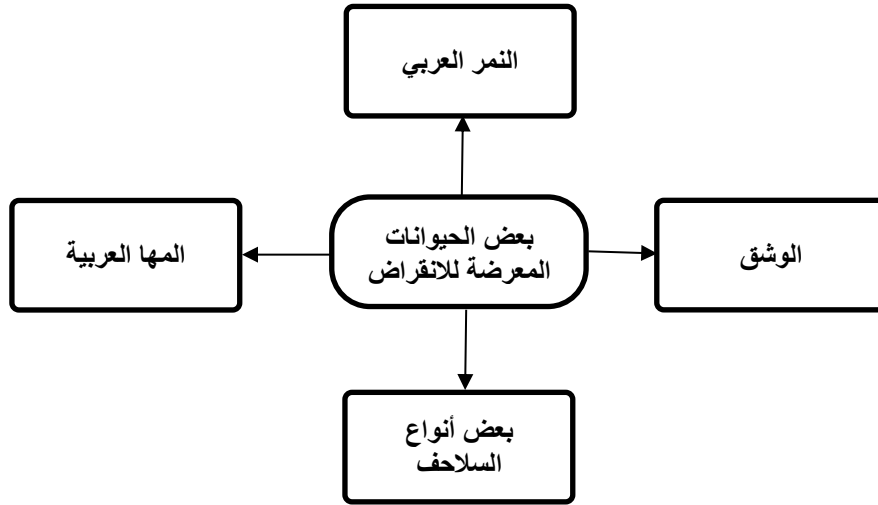 النمر العربي
الوشق
بعض الحيوانات
المعرضة للانقراض
المها العربية
بعض أنواع
السلاحف